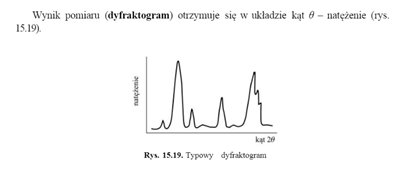 Wynik pomiaru (dyfraktogram) otrzymuje się w układzie kąt θ – natężenie (rys.
15.19).
natężenie
kąt 2θ
Rys. 15.19. Typowy dyfraktogram